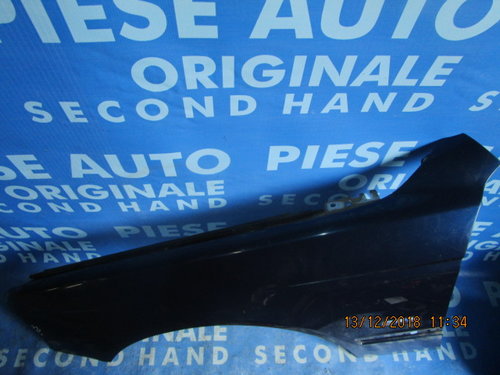 PIESE AUTO
ORIGINALE
SECOND HAND
PIESE AUTO
ORIGINALE
SECOND HAND
PIESE AUTO
ORIGINALE
SECOND HAND
SECOND HAND
13/12/2018 11:34